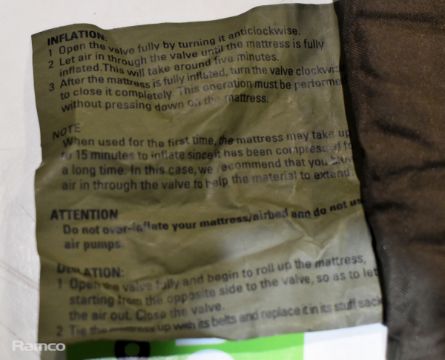 INFLATION:
1 Open the valve fully by turning it anticlockwise.
2 Let air in through the valve until the mattress is fully
inflated.This will take around five minutes.
3 After the mattress is fully inflated, turn the valve clockwis
to close it completely. This operation must be performe
without pressing down on the mattress.
NOTE
When used for the first time, the mattress may take up
to 15 minutes to inflate since it has been compressed
a long time. In this case, we recommend that you
air in through the valve to help the material to extend
ATTENTION
Do not over-inflate your mattress/airbed and do not
air pumps.
DEFLATION:
1 Open the valve fully and begin to roll up the mattress,
starting from the opposite side to the valve, so as to let
the air out. Close the valve.
2 Tie the mattress up with its belts and replace it in its stuff sack
Ramco